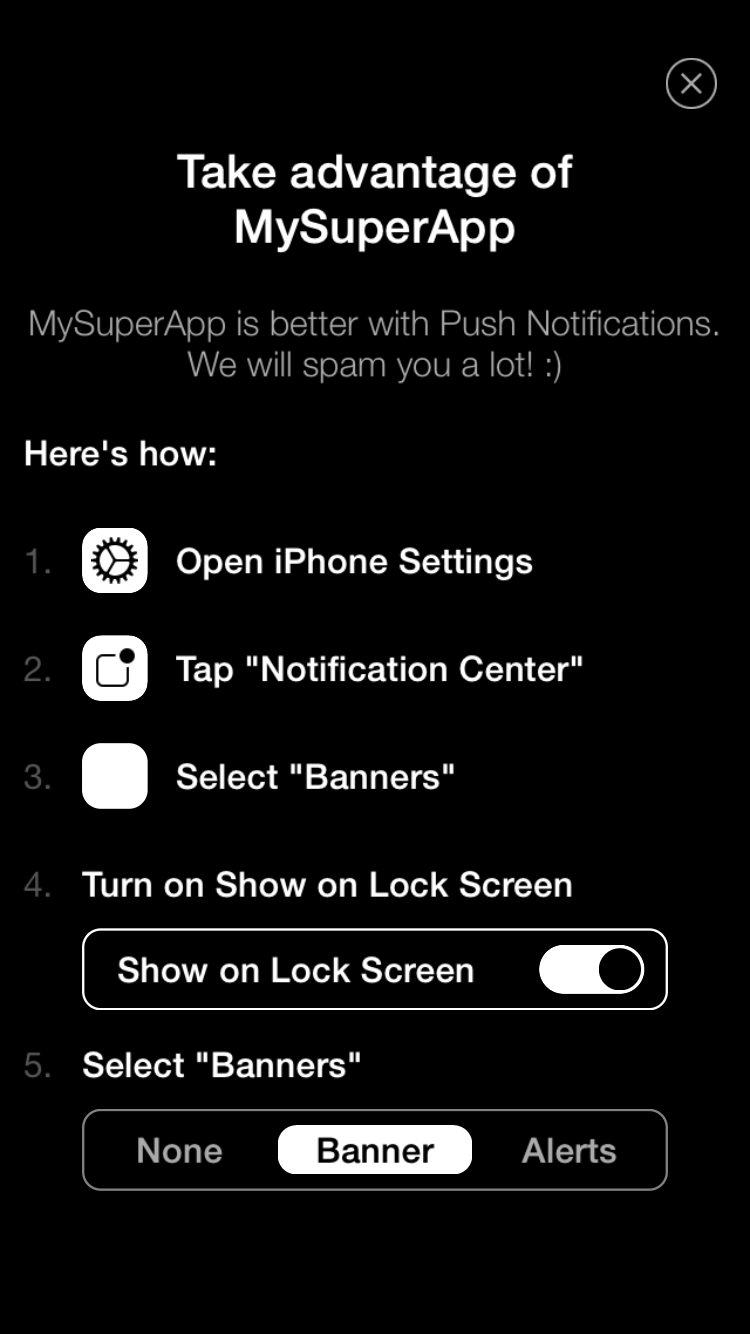 Take advantage of
MySuperApp
MySuperApp is better with Push Notifications.
We will spam you a lot! :)
Here's how:
1. Open iPhone Settings
2. Tap "Notification Center"
3. Select "Banners"
4. Turn on Show on Lock Screen
Show on Lock Screen
5. Select "Banners"
None Banner Alerts